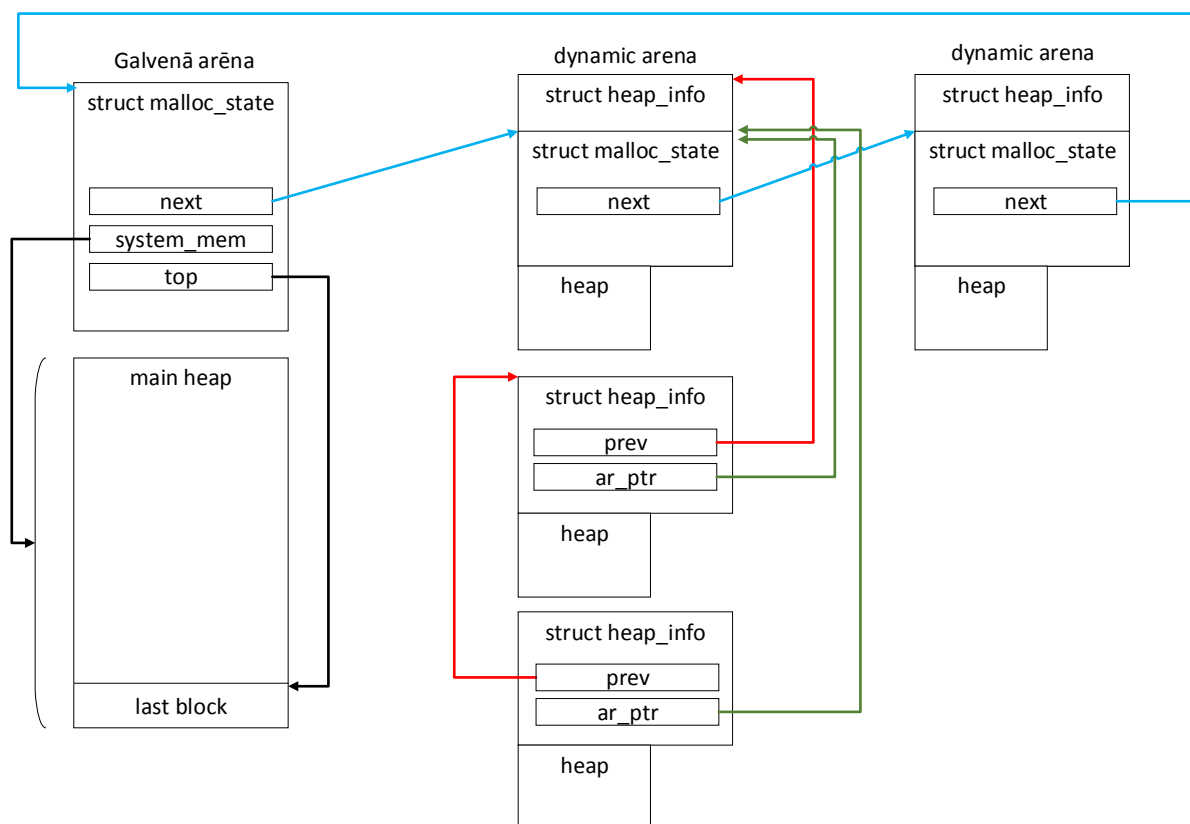 Galvenā arēna
struct malloc_state
next
system_mem
top
main heap
last block
dynamic arena
struct heap_info
struct malloc_state
next
heap
struct heap_info
prev
ar_ptr
heap
struct heap_info
prev
ar_ptr
heap
dynamic arena
struct heap_info
struct malloc_state
next
heap